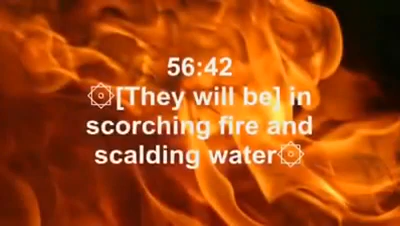 56:42
۞[They will be] in
scorching fire and
scalding water۞